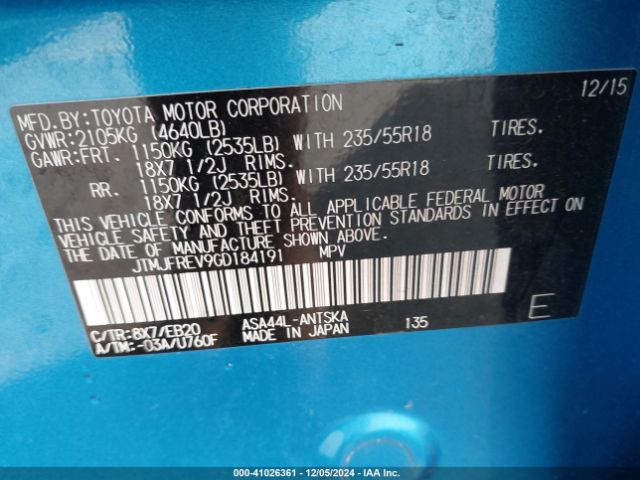 MFD.BY:TOYOTA MOTOR CORPORATION 12/15
GVWR:2105KG (4640LB)
GAWR:FRT. 1150KG (2535LB) WITH 235/55R18 TIRES.
18X7 1/2J RIMS.
RR. 1150KG (2535LB) WITH 235/55R18 TIRES.
18X7 1/2J RIMS.
THIS VEHICLE CONFORMS TO ALL APPLICABLE FEDERAL MOTOR
VEHICLE SAFETY AND THEFT PREVENTION STANDARDS IN EFFECT ON
THE DATE OF MANUFACTURE SHOWN ABOVE.
JTMJFREV9GD184191 MPV
C/TR:8X7/EB20 ASA44L-ANTSKA 135 E
A/TM:-03A/U760F MADE IN JAPAN
000-41026361 | 12/05/2024 | IAA Inc.